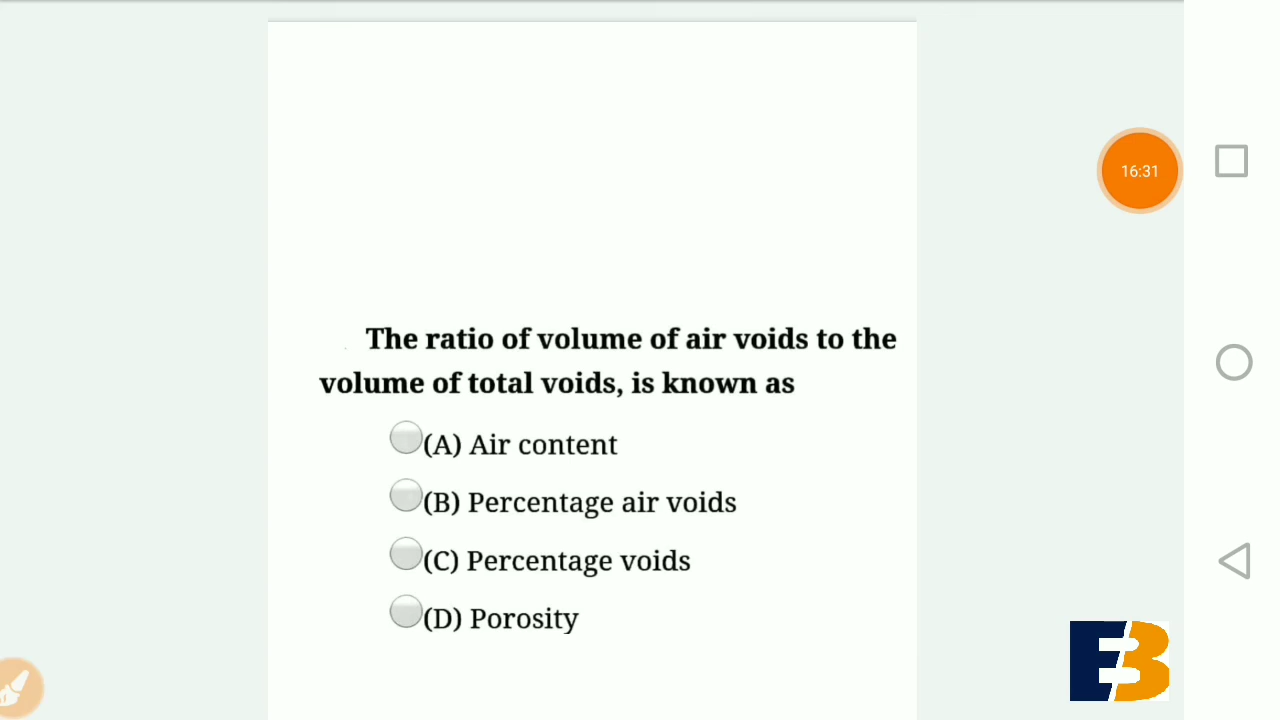 16:31
The ratio of volume of air voids to the
volume of total voids, is known as
(A) Air content
(B) Percentage air voids
(C) Percentage voids
(D) Porosity
EB